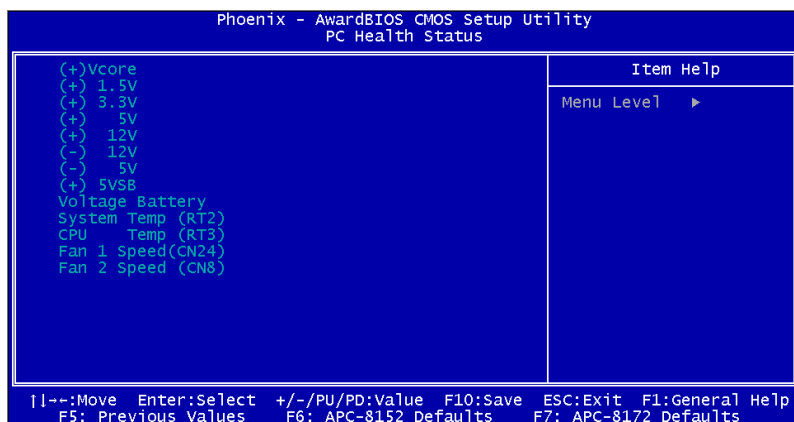 Phoenix - AwardBIOS CMOS Setup Utility
PC Health Status
(+)Vcore
(+) 1.5V
(+) 3.3V
(+) 5V
(+) 12V
(-) 12V
(-) 5V
(+) 5VSB
Voltage Battery
System Temp (RT2)
CPU Temp (RT3)
Fan 1 Speed(CN24)
Fan 2 Speed (CN8)
Item Help
Menu Level ►
↑↓→←:Move Enter:Select +/-/PU/PD:Value F10:Save ESC:Exit F1:General Help
F5: Previous Values F6: APC-8152 Defaults F7: APC-8172 Defaults